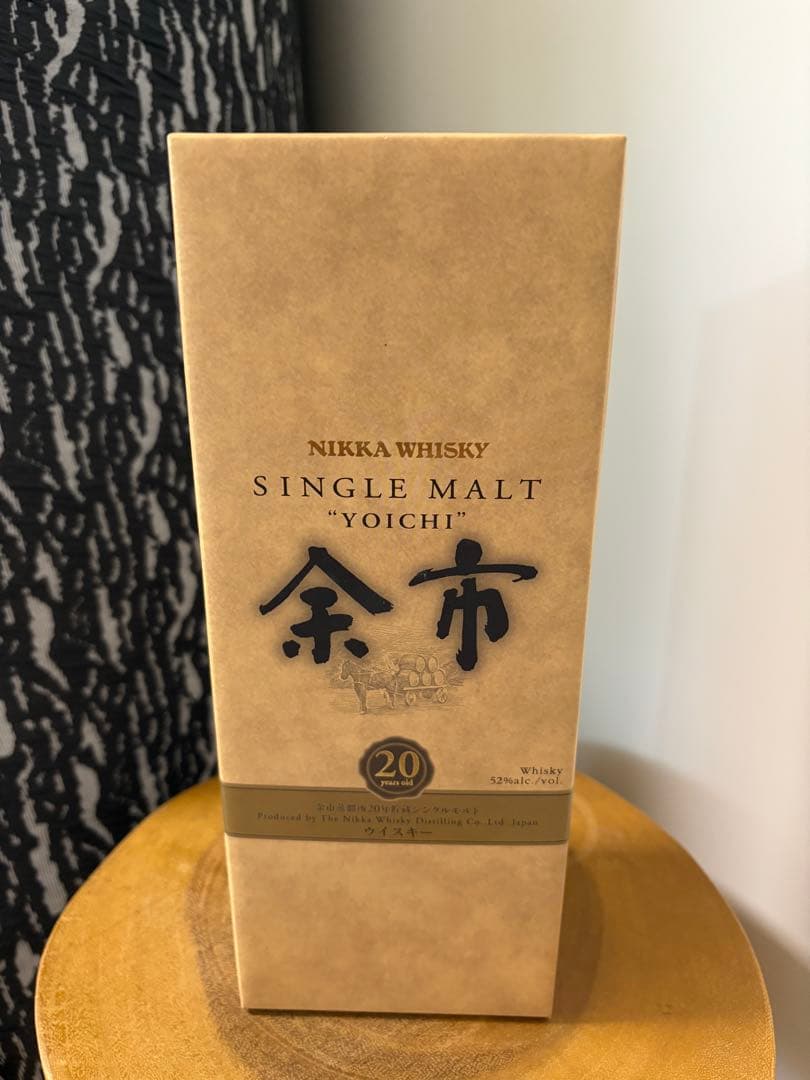 NIKKA WHISKY
SINGLE MALT
“YOICHI”
余市
20
years old
Whisky
52%alc./vol.
余市蒸留所20年貯蔵シングルモルト
Produced by The Nikka Whisky Distilling Co., Ltd. Japan
ウイスキー